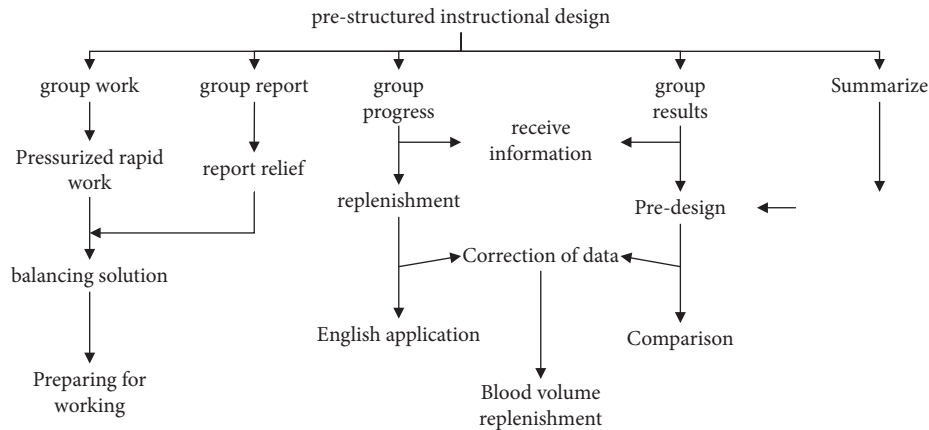 pre-structured instructional design
group work
group report
group
progress
group
results
Summarize
receive
information
Pressurized rapid
work
report relief
replenishment
Pre-design
Correction of data
balancing solution
English application
Comparison
Preparing for
working
Blood volume
replenishment